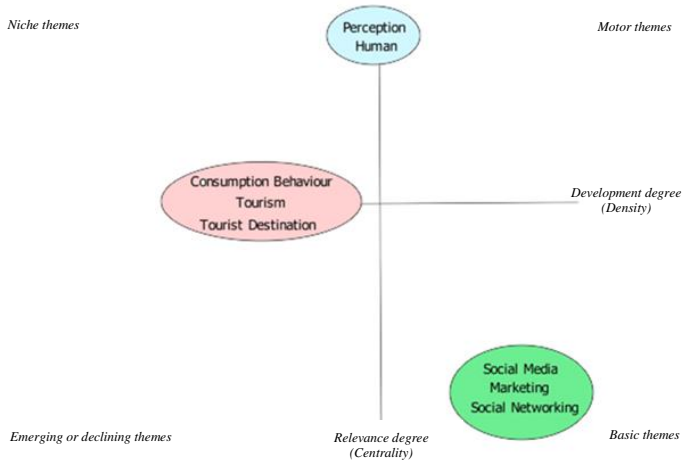 Niche themes
Perception
Human
Motor themes
Consumption Behaviour
Tourism
Tourist Destination
Development degree
(Density)
Social Media
Marketing
Social Networking
Emerging or declining themes
Relevance degree
(Centrality)
Basic themes